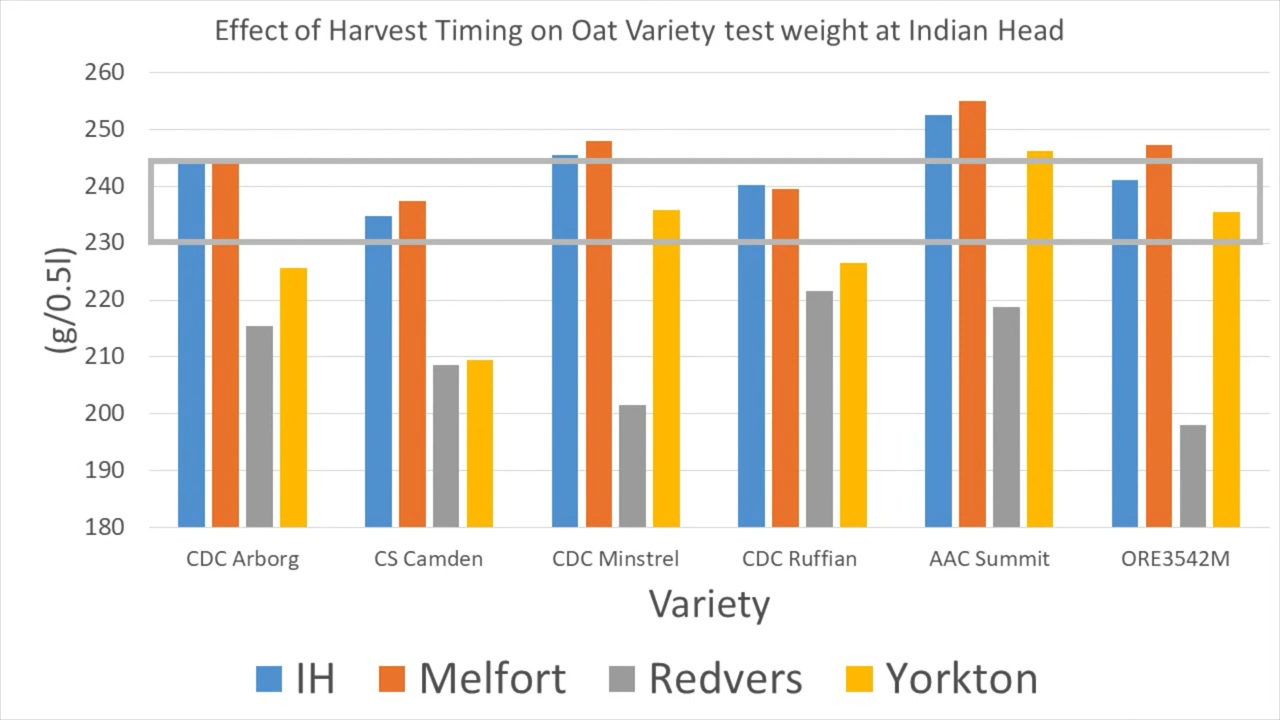 Effect of Harvest Timing on Oat Variety test weight at Indian Head
260
250
240
230
220
210
200
190
180
(g/0.5l)
CDC Arborg CS Camden CDC Minstrel CDC Ruffian AAC Summit ORE3542M
Variety
IH Melfort Redvers Yorkton